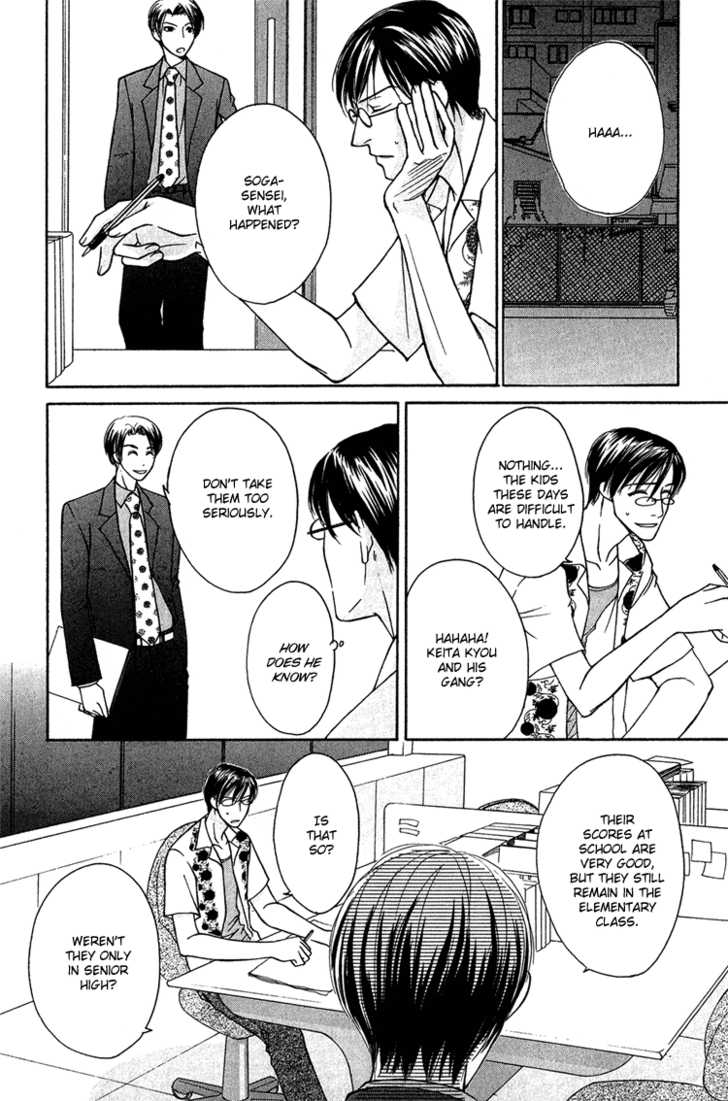 HAAA...
SOGA-
SENSEI,
WHAT
HAPPENED?
NOTHING...
THE KIDS
THESE DAYS
ARE DIFFICULT
TO HANDLE.
HAHAHA!
KEITA KYOU
AND HIS
GANG?
DON'T TAKE
THEM TOO
SERIOUSLY.
HOW
DOES HE
KNOW?
THEIR
SCORES AT
SCHOOL ARE
VERY GOOD,
BUT THEY STILL
REMAIN IN THE
ELEMENTARY
CLASS.
IS
THAT
SO?
WEREN'T
THEY ONLY
IN SENIOR
HIGH?